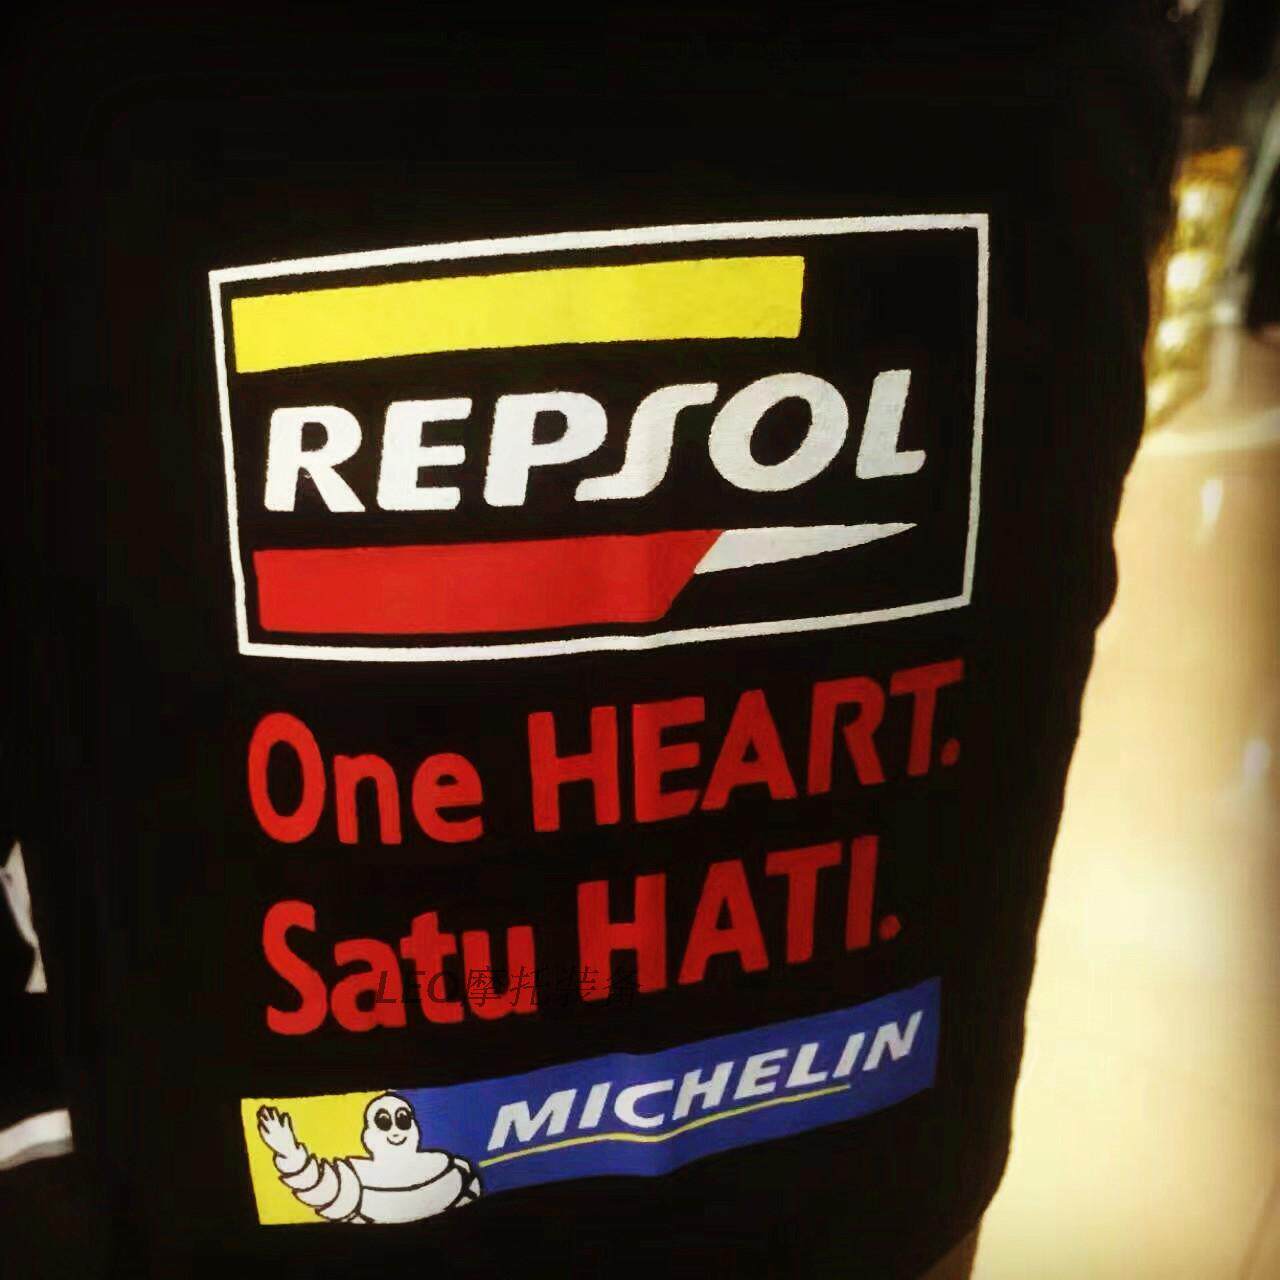 REPSOL
One HEART.
Satu HATI.
LEO摩托装备
MICHELIN